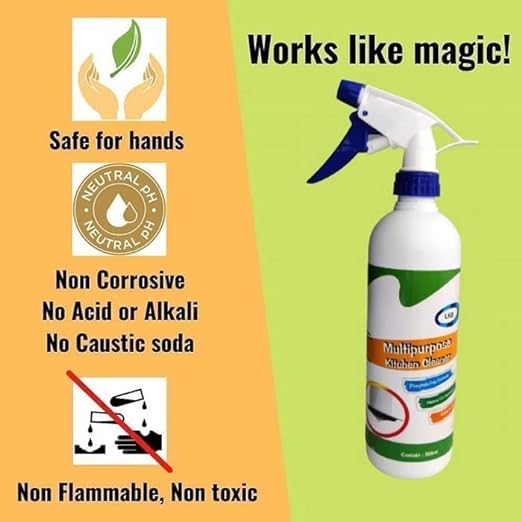 Works like magic!
Safe for hands
NEUTRAL pH
NEUTRAL pH
Non Corrosive
No Acid or Alkali
No Caustic soda
Non Flammable, Non toxic
Multipurpose
Kitchen Cleaner